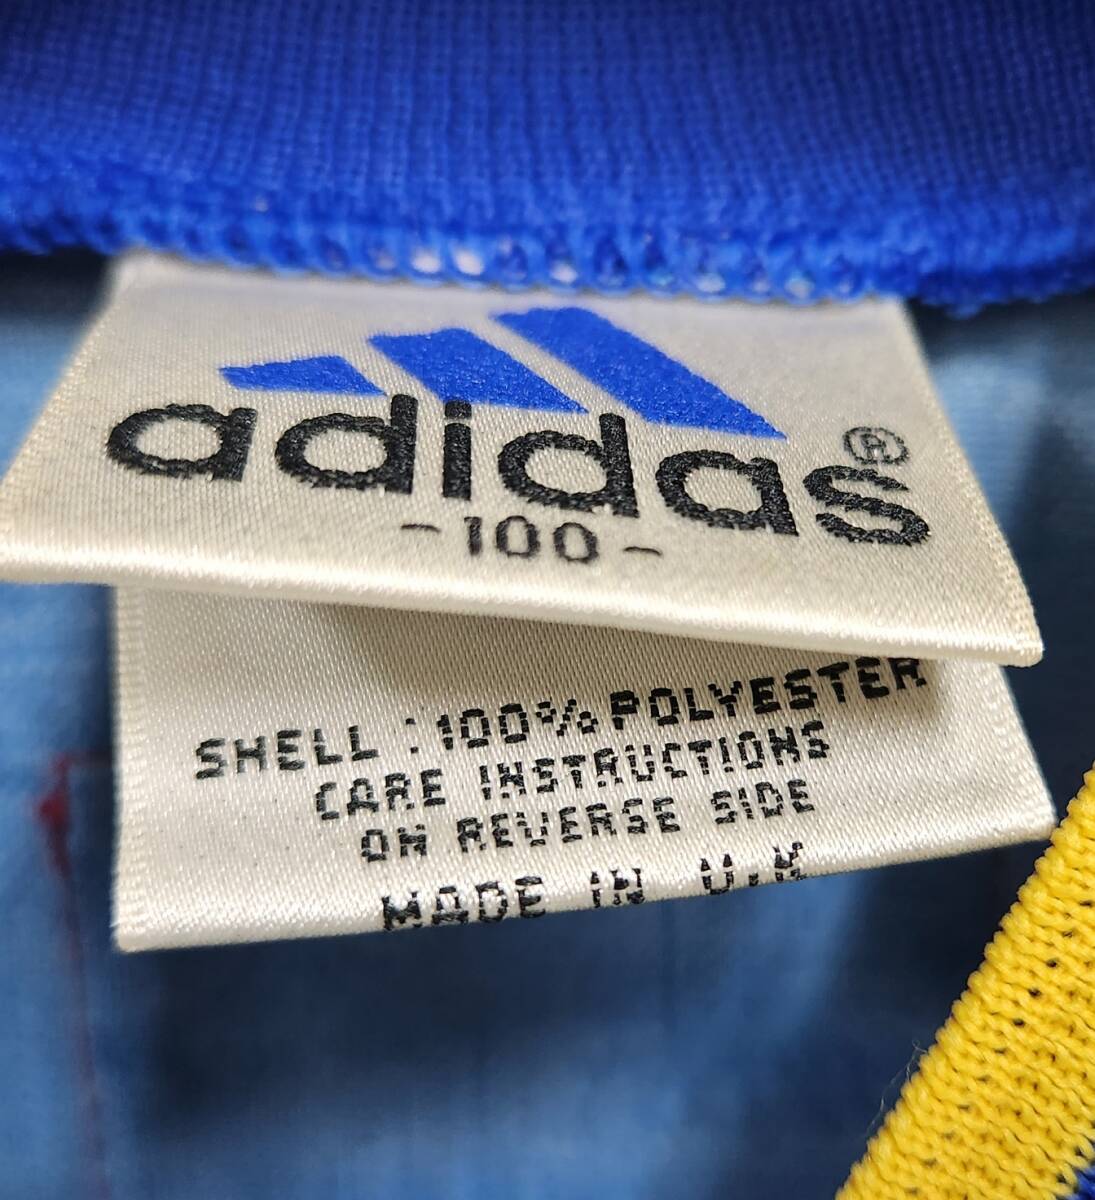 adidas®
-100-
SHELL:100% POLYESTER
CARE INSTRUCTIONS
ON REVERSE SIDE
MADE IN U.K